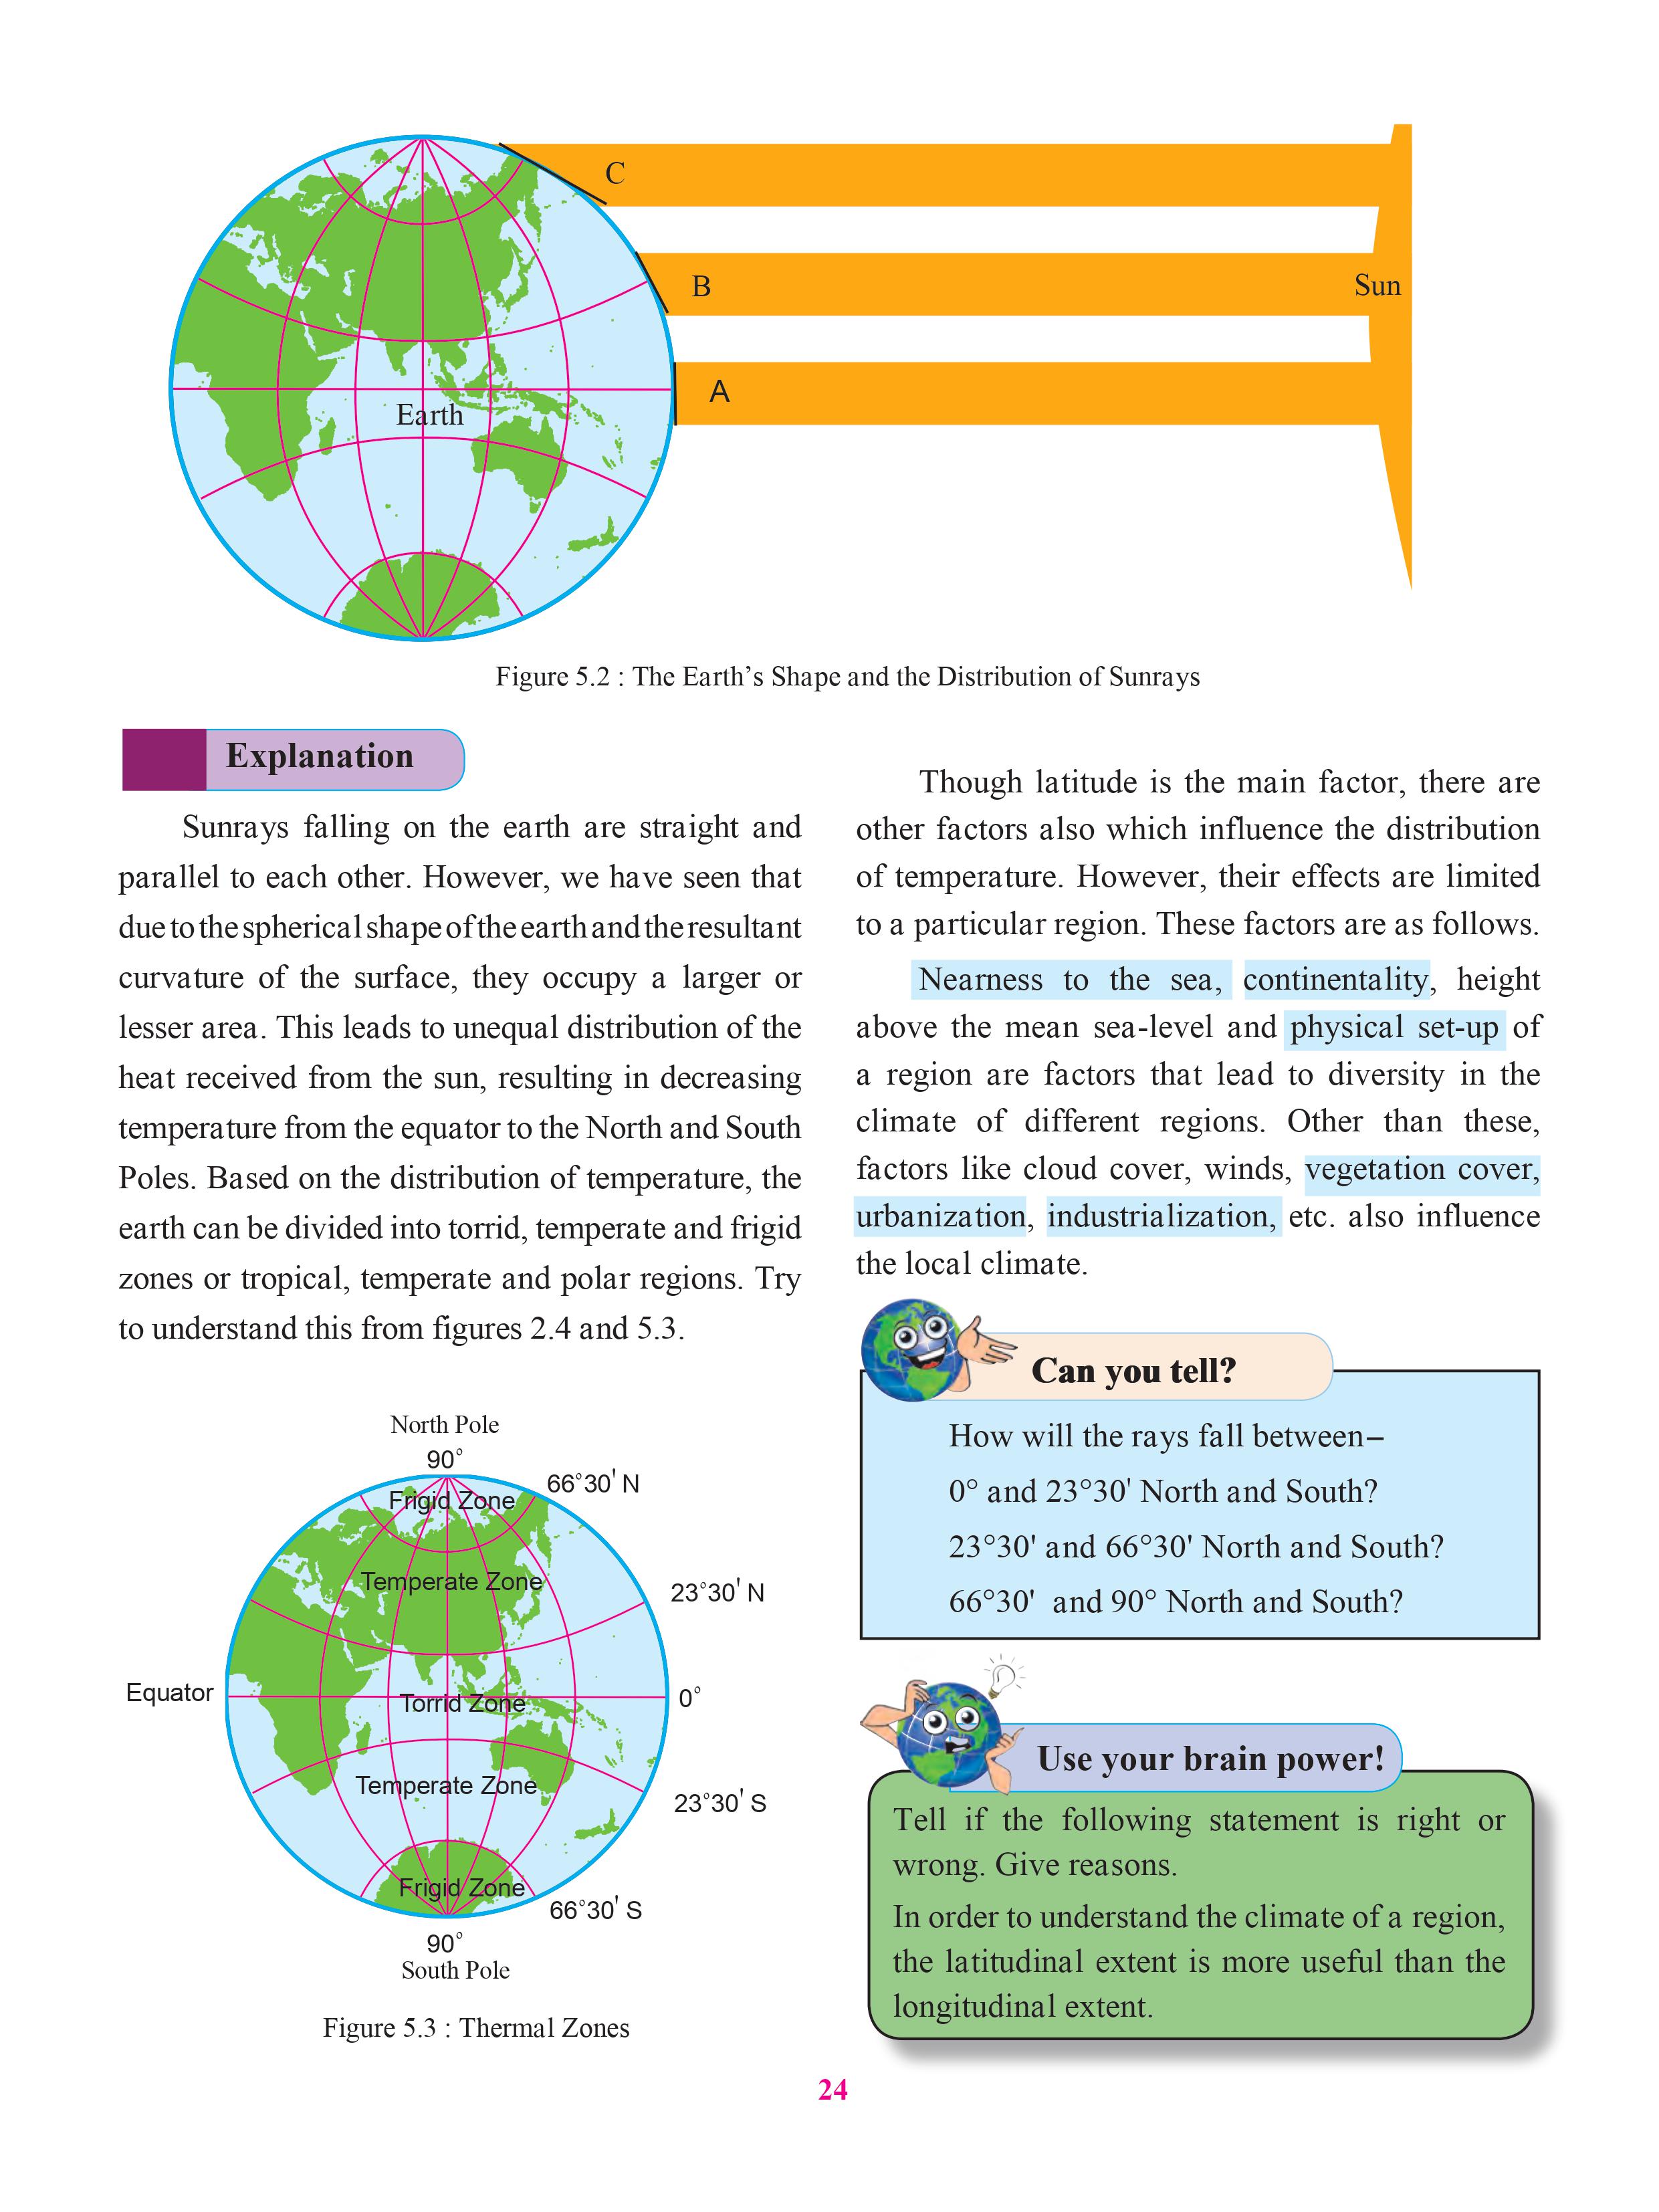 C
B
Sun
A
Earth
Figure 5.2 : The Earth’s Shape and the Distribution of Sunrays
Explanation
Sunrays falling on the earth are straight and
parallel to each other. However, we have seen that
due to the spherical shape of the earth and the resultant
curvature of the surface, they occupy a larger or
lesser area. This leads to unequal distribution of the
heat received from the sun, resulting in decreasing
temperature from the equator to the North and South
Poles. Based on the distribution of temperature, the
earth can be divided into torrid, temperate and frigid
zones or tropical, temperate and polar regions. Try
to understand this from figures 2.4 and 5.3.
North Pole
90°
66°30' N
Frigid Zone
Temperate Zone
23°30' N
Equator
Torrid Zone
0°
Temperate Zone
23°30' S
Frigid Zone
66°30' S
90°
South Pole
Figure 5.3 : Thermal Zones
Though latitude is the main factor, there are
other factors also which influence the distribution
of temperature. However, their effects are limited
to a particular region. These factors are as follows.
Nearness to the sea, continentality, height
above the mean sea-level and physical set-up of
a region are factors that lead to diversity in the
climate of different regions. Other than these,
factors like cloud cover, winds, vegetation cover,
urbanization, industrialization, etc. also influence
the local climate.
Can you tell?
How will the rays fall between–
0° and 23°30' North and South?
23°30' and 66°30' North and South?
66°30' and 90° North and South?
Use your brain power!
Tell if the following statement is right or
wrong. Give reasons.
In order to understand the climate of a region,
the latitudinal extent is more useful than the
longitudinal extent.
24